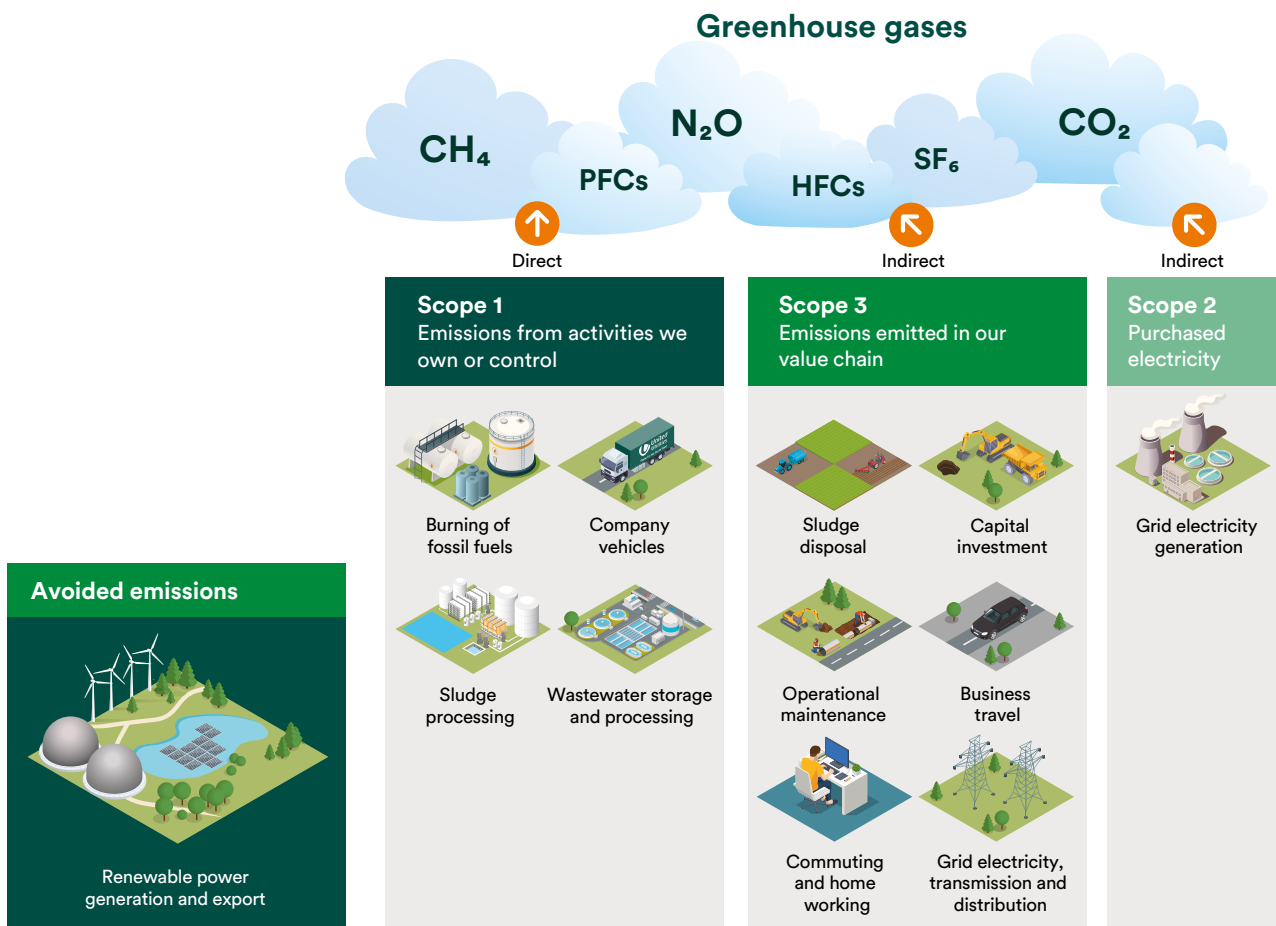 Greenhouse gases
CH₄
PFCs
N₂O
HFCs
SF₆
CO₂
Direct
Indirect
Indirect
Scope 1
Emissions from activities we
own or control
Burning of
fossil fuels
Company
vehicles
Sludge
processing
Wastewater storage
and processing
Scope 3
Emissions emitted in our
value chain
Sludge
disposal
Capital
investment
Operational
maintenance
Business
travel
Commuting
and home
working
Grid electricity,
transmission and
distribution
Scope 2
Purchased
electricity
Grid electricity
generation
Avoided emissions
Renewable power
generation and export